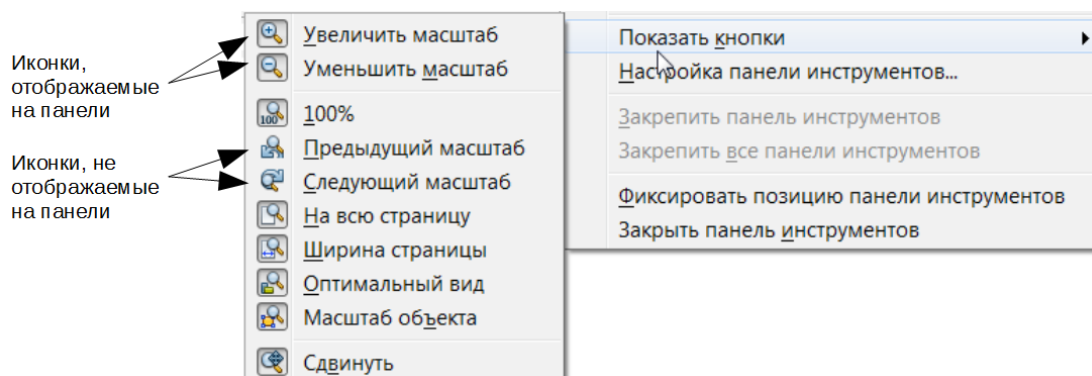 Иконки,
отображаемые
на панели
Иконки, не
отображаемые
на панели
Увеличить масштаб
Уменьшить масштаб
100
100%
Предыдущий масштаб
Следующий масштаб
На всю страницу
Ширина страницы
Оптимальный вид
Масштаб объекта
Сдвинуть
Показать кнопки
Настройка панели инструментов...
Закрепить панель инструментов
Закрепить все панели инструментов
Фиксировать позицию панели инструментов
Закрыть панель инструментов